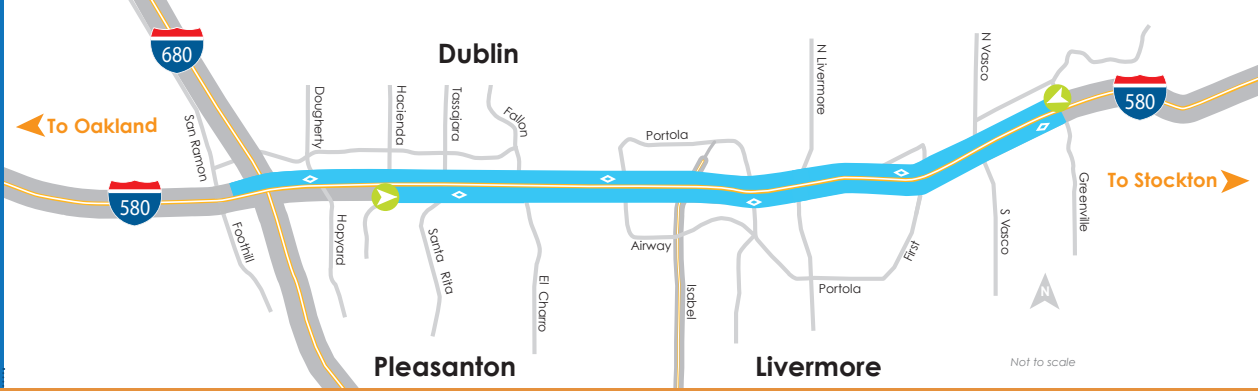 680
Dublin
N Livermore
N Vasco
580
To Oakland
San Ramon
Dougherty
Hacienda
Tassajara
Fallon
Portola
To Stockton
580
Foothill
Hopyard
Santa Rita
El Charro
Airway
Isabel
Portola
First
S Vasco
Greenville
N
Pleasanton
Livermore
Not to scale